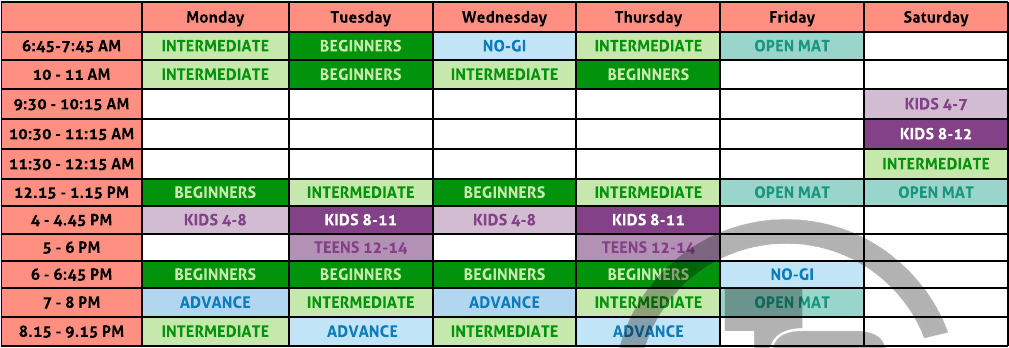 Monday Tuesday Wednesday Thursday Friday Saturday
6:45-7:45 AM INTERMEDIATE BEGINNERS NO-GI INTERMEDIATE OPEN MAT
10 - 11 AM INTERMEDIATE BEGINNERS INTERMEDIATE BEGINNERS
9:30 - 10:15 AM KIDS 4-7
10:30 - 11:15 AM KIDS 8-12
11:30 - 12:15 AM INTERMEDIATE
12.15 - 1.15 PM BEGINNERS INTERMEDIATE BEGINNERS INTERMEDIATE OPEN MAT OPEN MAT
4 - 4.45 PM KIDS 4-8 KIDS 8-11 KIDS 4-8 KIDS 8-11
5 - 6 PM TEENS 12-14 TEENS 12-14
6 - 6:45 PM BEGINNERS BEGINNERS BEGINNERS BEGINNERS NO-GI
7 - 8 PM ADVANCE INTERMEDIATE ADVANCE INTERMEDIATE OPEN MAT
8.15 - 9.15 PM INTERMEDIATE ADVANCE INTERMEDIATE ADVANCE